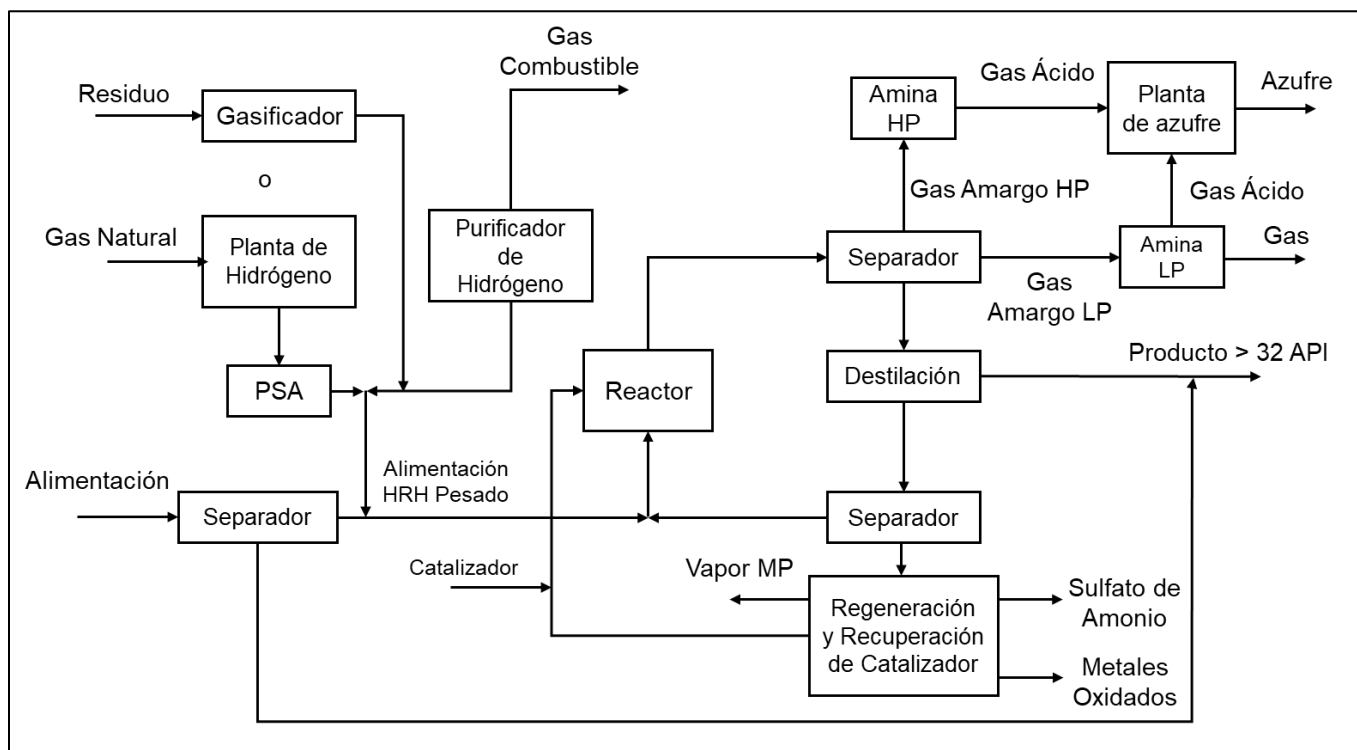 Gas
Combustible
Residuo
Gasificador
o
Gas Natural
Planta de
Hidrógeno
PSA
Purificador
de
Hidrógeno
Amina
HP
Gas Ácido
Planta
de azufre
Azufre
Gas Amargo HP
Gas Ácido
Separador
Gas
Amargo LP
Amina
LP
Gas
Reactor
Destilación
Producto > 32 API
Alimentación
Separador
Alimentación
HRH Pesado
Separador
Catalizador
Vapor MP
Regeneración
y Recuperación
de Catalizador
Sulfato de
Amonio
Metales
Oxidados